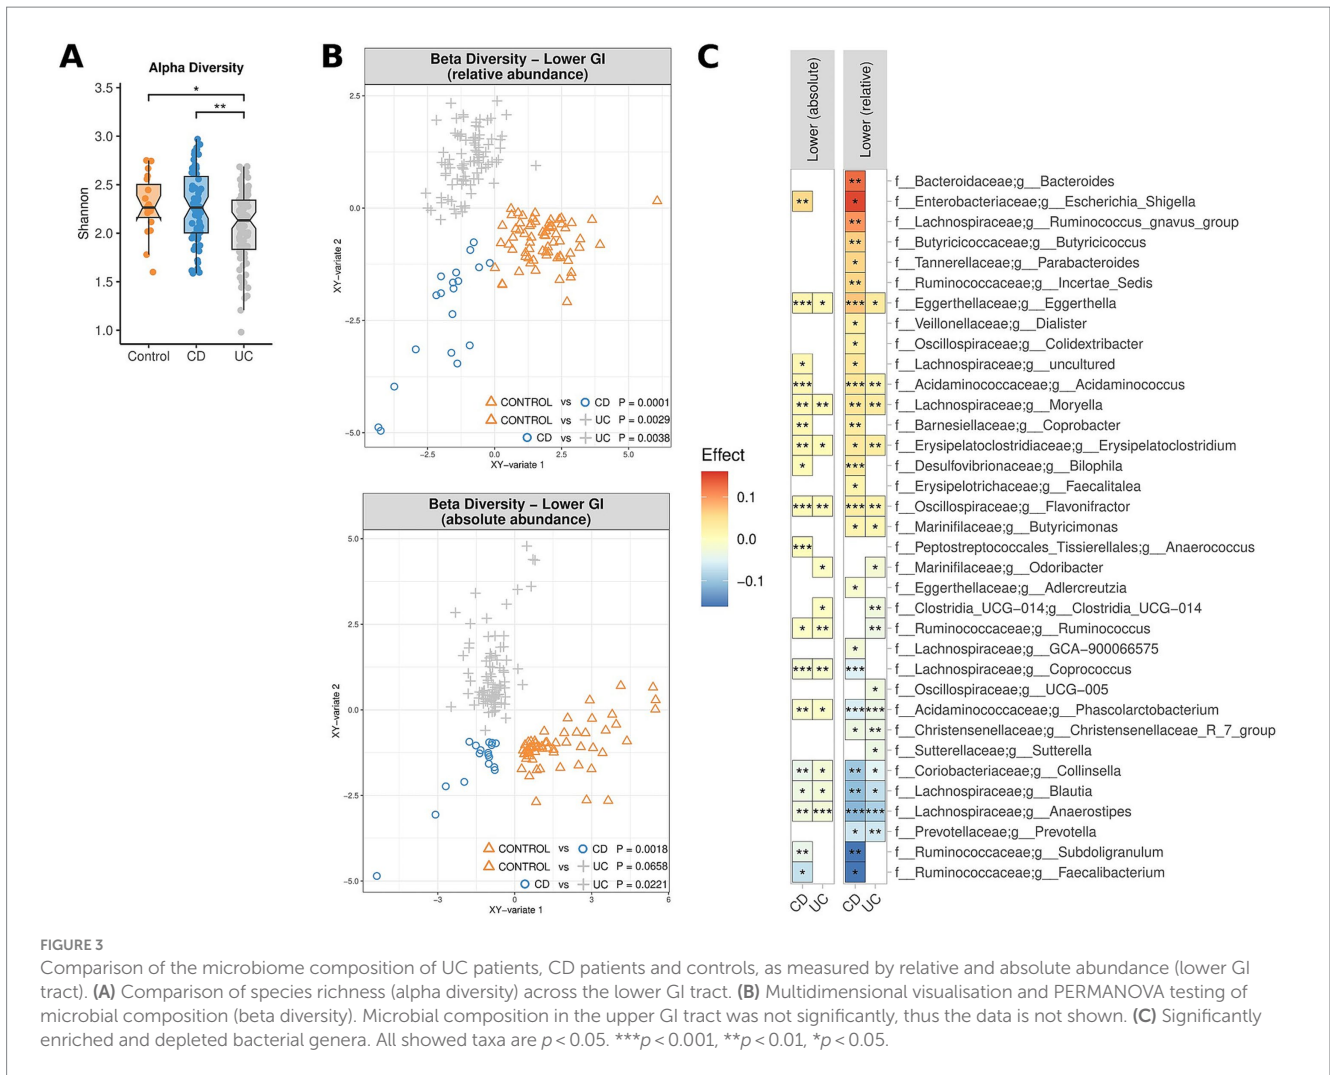 A
Alpha Diversity
*
**
3.5
3.0
2.5
2.0
1.5
1.0
Shannon
Control
CD
UC
B
Beta Diversity – Lower GI
(relative abundance)
2.5
0.0
−2.5
−5.0
XY−variate 2
CONTROL vs CD P = 0.0001
CONTROL vs UC P = 0.0029
CD vs UC P = 0.0038
−2.5
0.0
2.5
5.0
XY−variate 1
Beta Diversity – Lower GI
(absolute abundance)
5.0
2.5
0.0
−2.5
−5.0
XY−variate 2
CONTROL vs CD P = 0.0018
CONTROL vs UC P = 0.0658
CD vs UC P = 0.0221
−3
0
3
6
XY−variate 1
C
Effect
0.1
0.0
−0.1
Lower (absolute)
Lower (relative)
** f__Bacteroidaceae;g__Bacteroides
** * f__Enterobacteriaceae;g__Escherichia_Shigella
** f__Lachnospiraceae;g__Ruminococcus_gnavus_group
** f__Butyricicoccaceae;g__Butyricicoccus
* f__Tannerellaceae;g__Parabacteroides
** f__Ruminococcaceae;g__Incertae_Sedis
*** * *** * f__Eggerthellaceae;g__Eggerthella
* f__Veillonellaceae;g__Dialister
* f__Oscillospiraceae;g__Colidextribacter
* * f__Lachnospiraceae;g__uncultured
*** *** ** f__Acidaminococcaceae;g__Acidaminococcus
** ** ** ** f__Lachnospiraceae;g__Moryella
** ** f__Barnesiellaceae;g__Coprobacter
** * * ** f__Erysipelatoclostridiaceae;g__Erysipelatoclostridium
* *** f__Desulfovibrionaceae;g__Bilophila
* f__Erysipelotrichaceae;g__Faecalitalea
*** ** *** ** f__Oscillospiraceae;g__Flavonifractor
* * f__Marinifilaceae;g__Butyricimonas
*** f__Peptostreptococcales_Tissierellales;g__Anaerococcus
* * f__Marinifilaceae;g__Odoribacter
* f__Eggerthellaceae;g__Adlercreutzia
* ** f__Clostridia_UCG−014;g__Clostridia_UCG−014
* ** ** f__Ruminococcaceae;g__Ruminococcus
* f__Lachnospiraceae;g__GCA−900066575
*** ** *** f__Lachnospiraceae;g__Coprococcus
* f__Oscillospiraceae;g__UCG−005
** * *** *** f__Acidaminococcaceae;g__Phascolarctobacterium
* ** f__Christensenellaceae;g__Christensenellaceae_R_7_group
* f__Sutterellaceae;g__Sutterella
** * ** * f__Coriobacteriaceae;g__Collinsella
* * ** * f__Lachnospiraceae;g__Blautia
** *** *** *** f__Lachnospiraceae;g__Anaerostipes
* ** f__Prevotellaceae;g__Prevotella
** ** f__Ruminococcaceae;g__Subdoligranulum
* * f__Ruminococcaceae;g__Faecalibacterium
CD UC CD UC
FIGURE 3
Comparison of the microbiome composition of UC patients, CD patients and controls, as measured by relative and absolute abundance (lower GI
tract). (A) Comparison of species richness (alpha diversity) across the lower GI tract. (B) Multidimensional visualisation and PERMANOVA testing of
microbial composition (beta diversity). Microbial composition in the upper GI tract was not significantly, thus the data is not shown. (C) Significantly
enriched and depleted bacterial genera. All showed taxa are p < 0.05. ***p < 0.001, **p < 0.01, *p < 0.05.